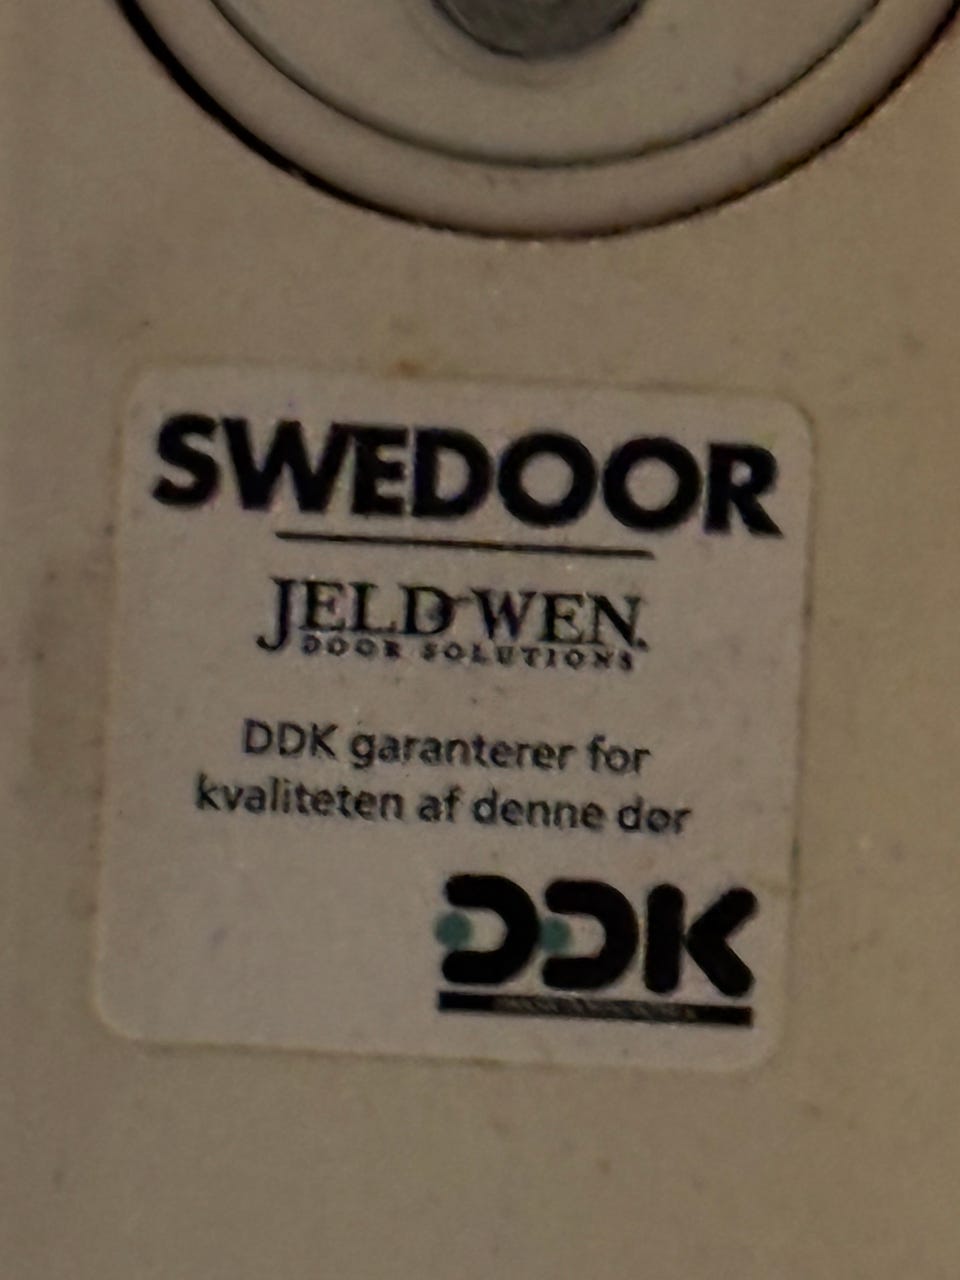 SWEDOOR
JELD-WEN.
DOOR SOLUTIONS
DDK garanterer for
kvaliteten af denne dør
DDK